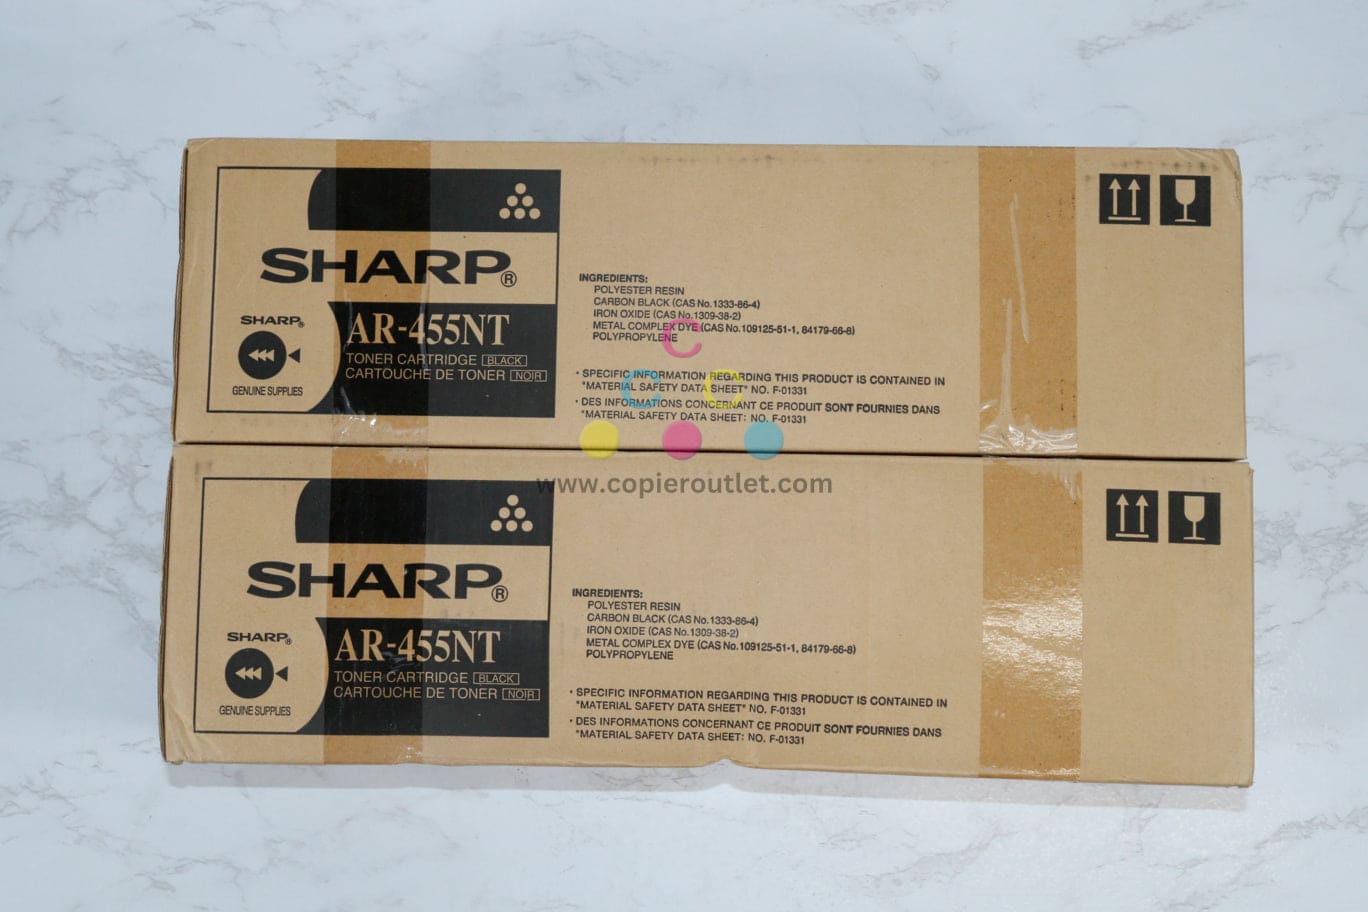 SHARP®
SHARP®
AR-455NT
TONER CARTRIDGE BLACK
CARTOUCHE DE TONER NOIR
GENUINE SUPPLIES
INGREDIENTS:
POLYESTER RESIN
CARBON BLACK (CAS No.1333-86-4)
IRON OXIDE (CAS No.1309-38-2)
METAL COMPLEX DYE (CAS No.109125-51-1, 84179-66-8)
POLYPROPYLENE
• SPECIFIC INFORMATION REGARDING THIS PRODUCT IS CONTAINED IN
"MATERIAL SAFETY DATA SHEET" NO. F-01331
• DES INFORMATIONS CONCERNANT CE PRODUIT SONT FOURNIES DANS
"MATERIAL SAFETY DATA SHEET: NO. F-01331
C
C C
www.copieroutlet.com
SHARP®
SHARP®
AR-455NT
TONER CARTRIDGE BLACK
CARTOUCHE DE TONER NOIR
GENUINE SUPPLIES
INGREDIENTS:
POLYESTER RESIN
CARBON BLACK (CAS No.1333-86-4)
IRON OXIDE (CAS No.1309-38-2)
METAL COMPLEX DYE (CAS No.109125-51-1, 84179-66-8)
POLYPROPYLENE
• SPECIFIC INFORMATION REGARDING THIS PRODUCT IS CONTAINED IN
"MATERIAL SAFETY DATA SHEET" NO. F-01331
• DES INFORMATIONS CONCERNANT CE PRODUIT SONT FOURNIES DANS
"MATERIAL SAFETY DATA SHEET: NO. F-01331